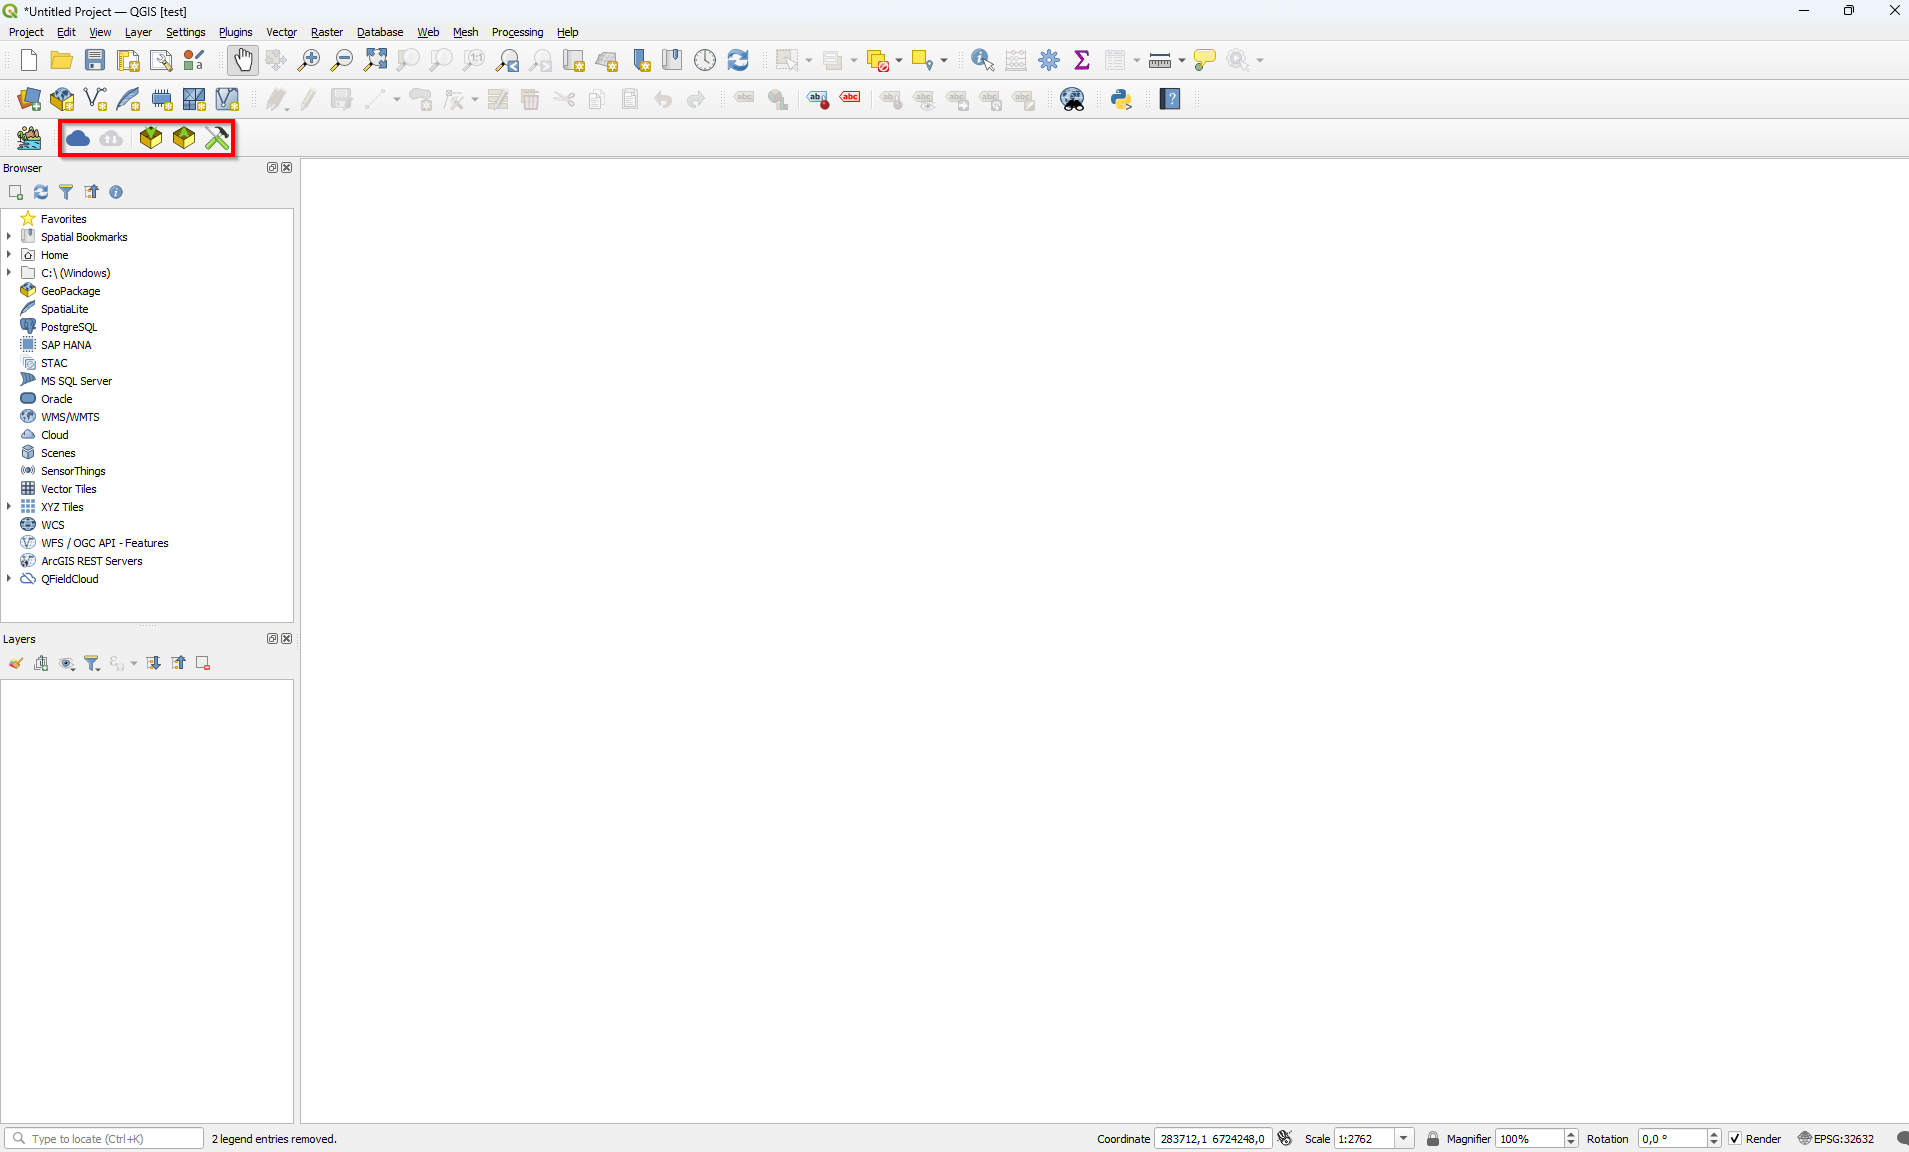 *Untitled Project — QGIS [test]
Project Edit View Layer Settings Plugins Vector Raster Database Web Mesh Processing Help
Browser
Favorites
Spatial Bookmarks
Home
C:\ (Windows)
GeoPackage
SpatiaLite
PostgreSQL
SAP HANA
STAC
MS SQL Server
Oracle
WMS/WMTS
Cloud
Scenes
SensorThings
Vector Tiles
XYZ Tiles
WCS
WFS / OGC API - Features
ArcGIS REST Servers
QFieldCloud
Layers
Type to locate (Ctrl+K) 2 legend entries removed. Coordinate 283712,1 6724248,0 Scale 1:2762 Magnifier 100% Rotation 0,0 ° Render EPSG:32632